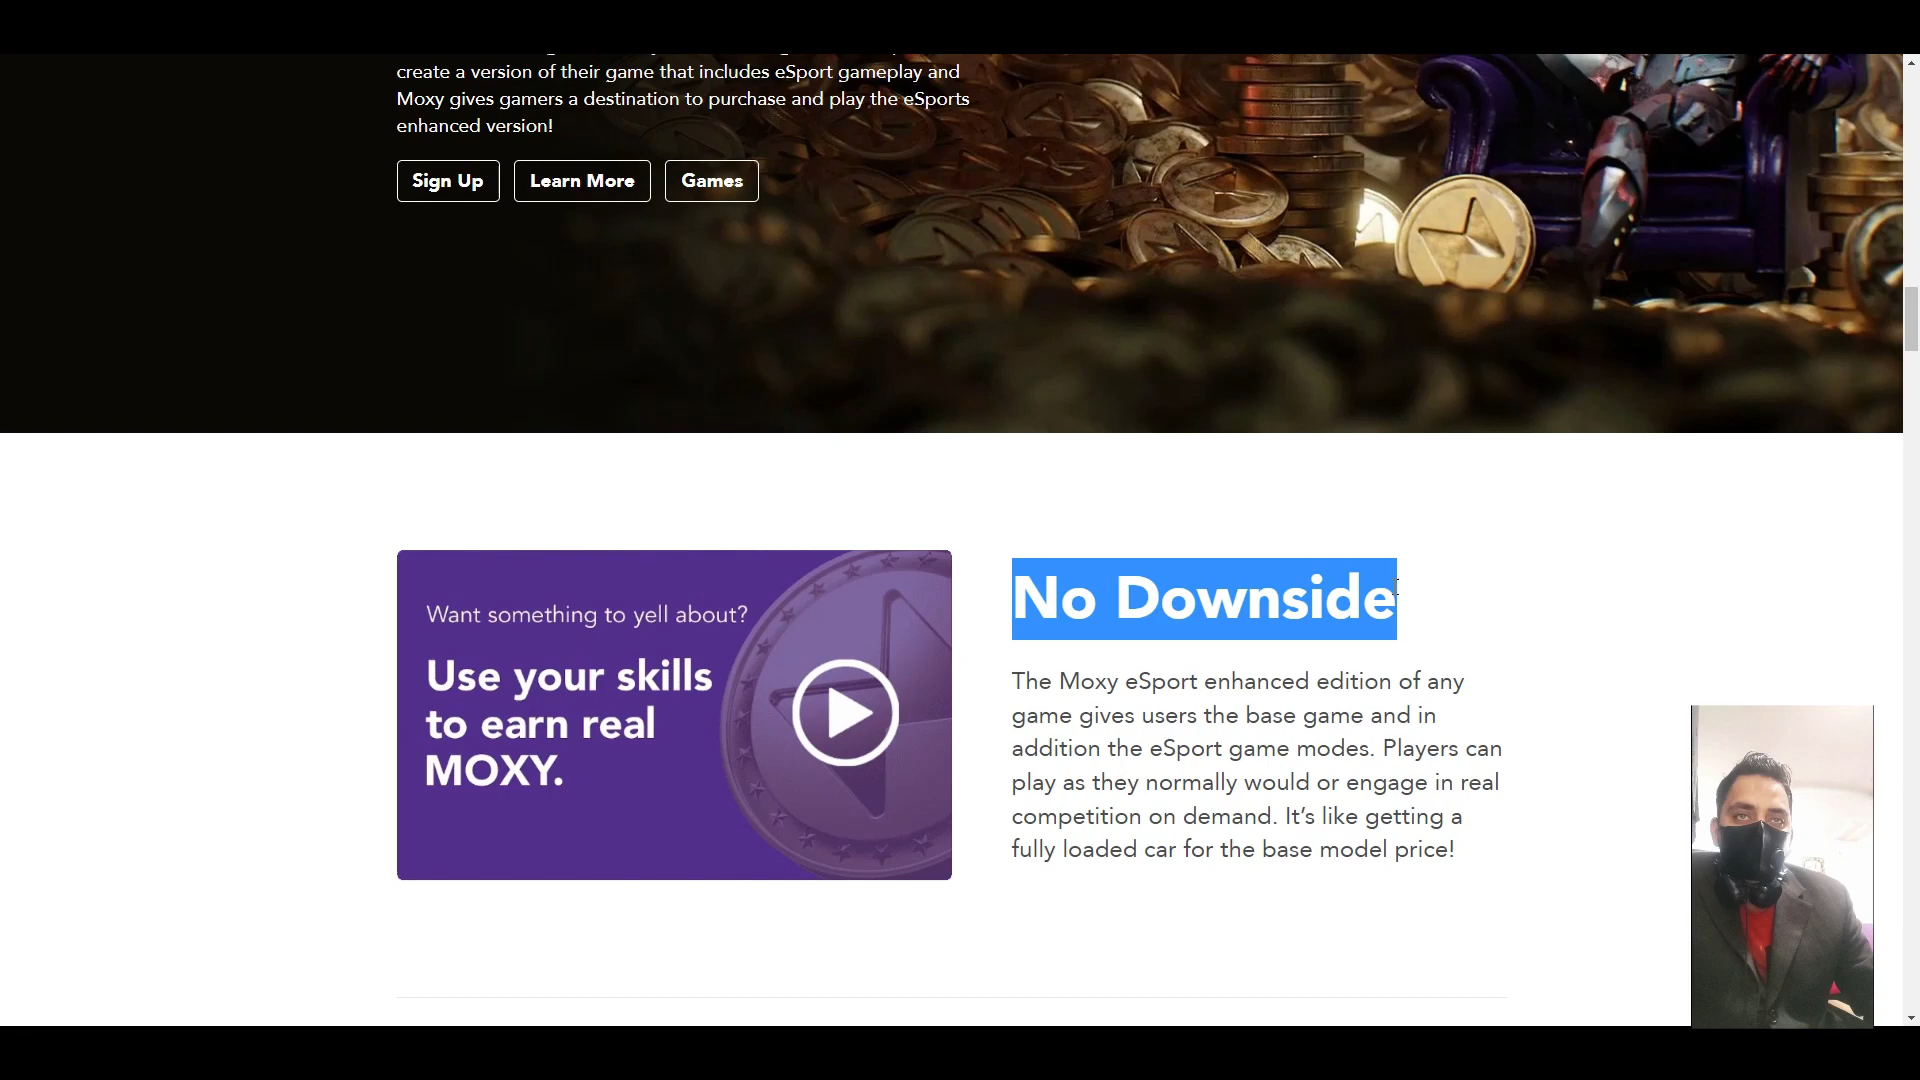 create a version of their game that includes eSport gameplay and
Moxy gives gamers a destination to purchase and play the eSports
enhanced version!
Sign Up
Learn More
Games
Want something to yell about?
Use your skills
to earn real
MOXY.
No Downside
The Moxy eSport enhanced edition of any
game gives users the base game and in
addition the eSport game modes. Players can
play as they normally would or engage in real
competition on demand. It’s like getting a
fully loaded car for the base model price!